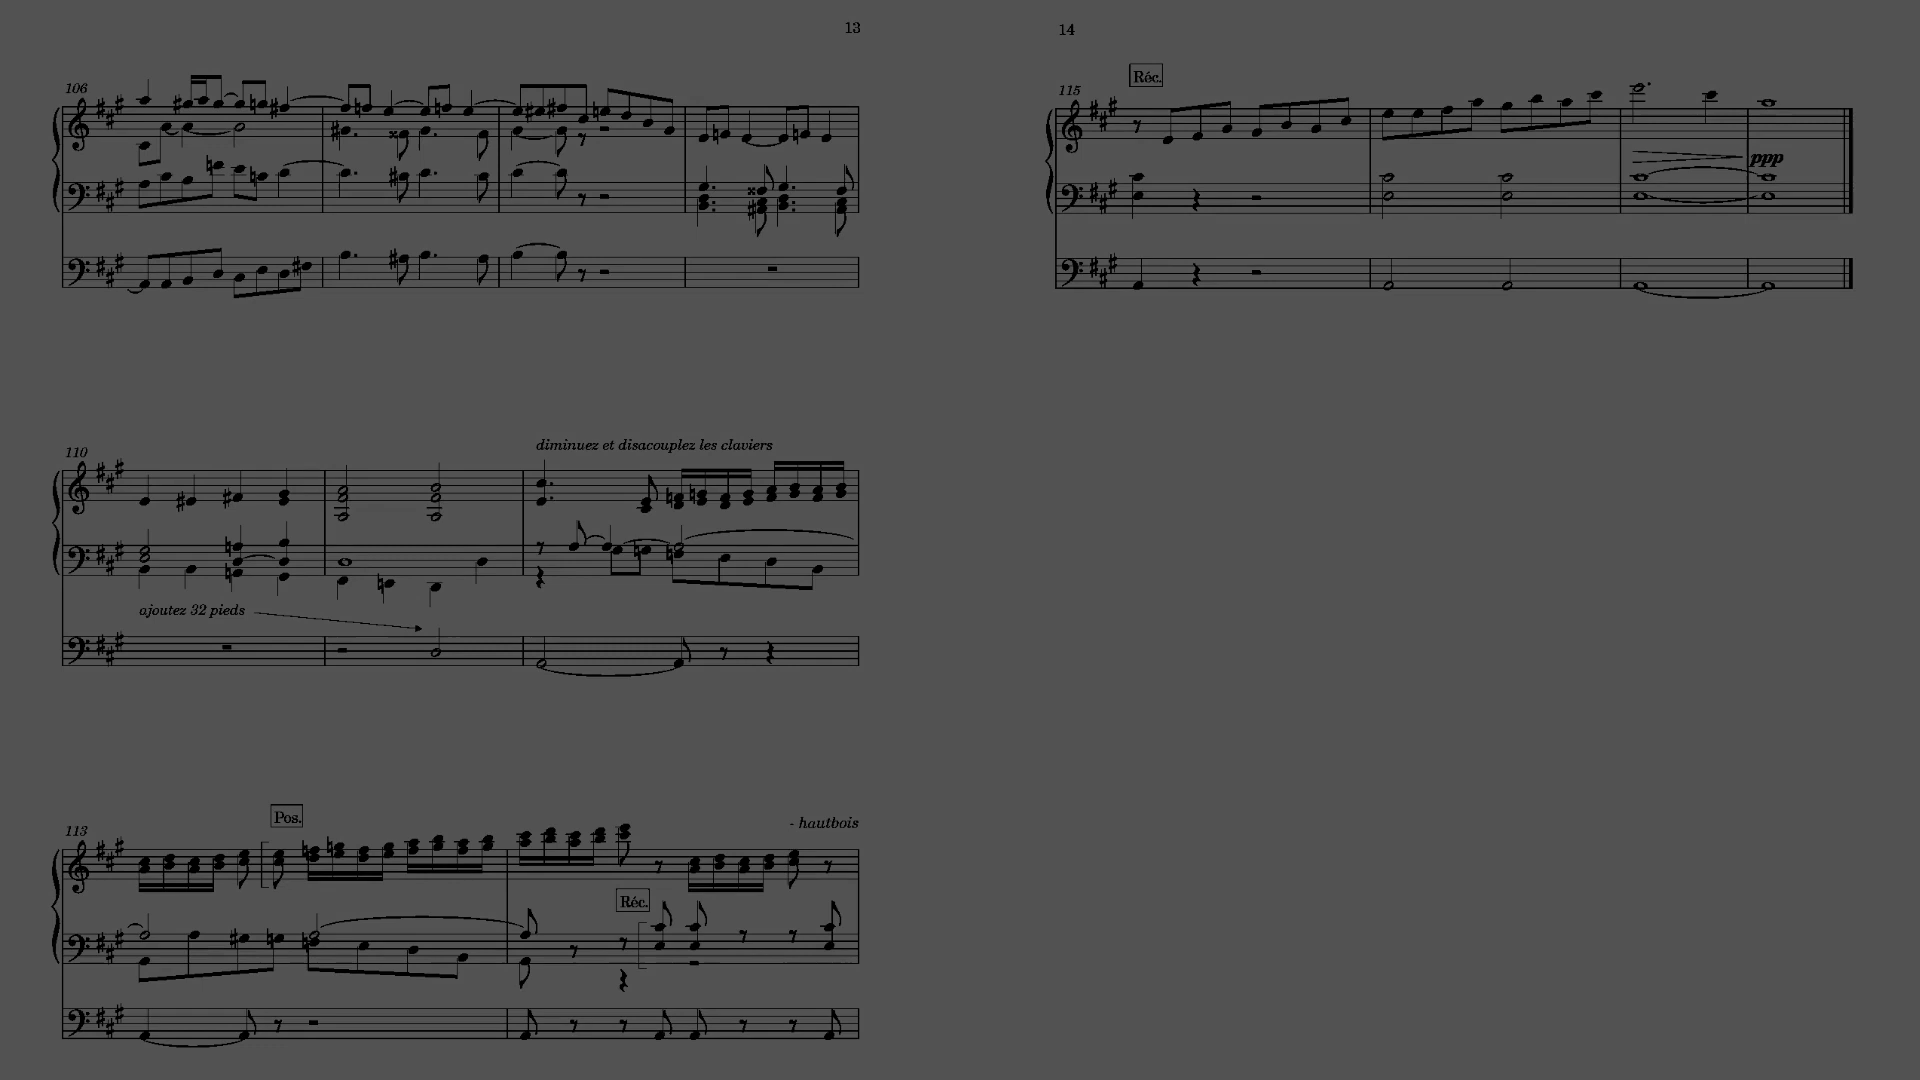 13
106
110
diminuez et disacouplez les claviers
ajoutez 32 pieds
113
Pos.
- hautbois
Réc.
14
115
Réc.
ppp